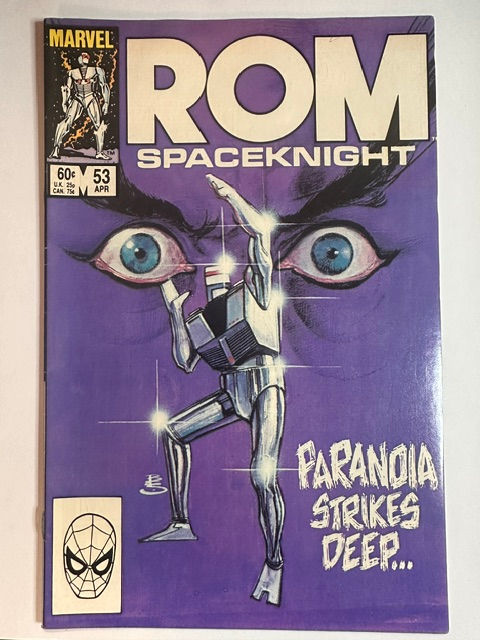 MARVEL
ROM
SPACEKNIGHT
60¢ 53
U.K. 25p APR
CAN. 75¢
PARANOIA
STRIKES
DEEP...